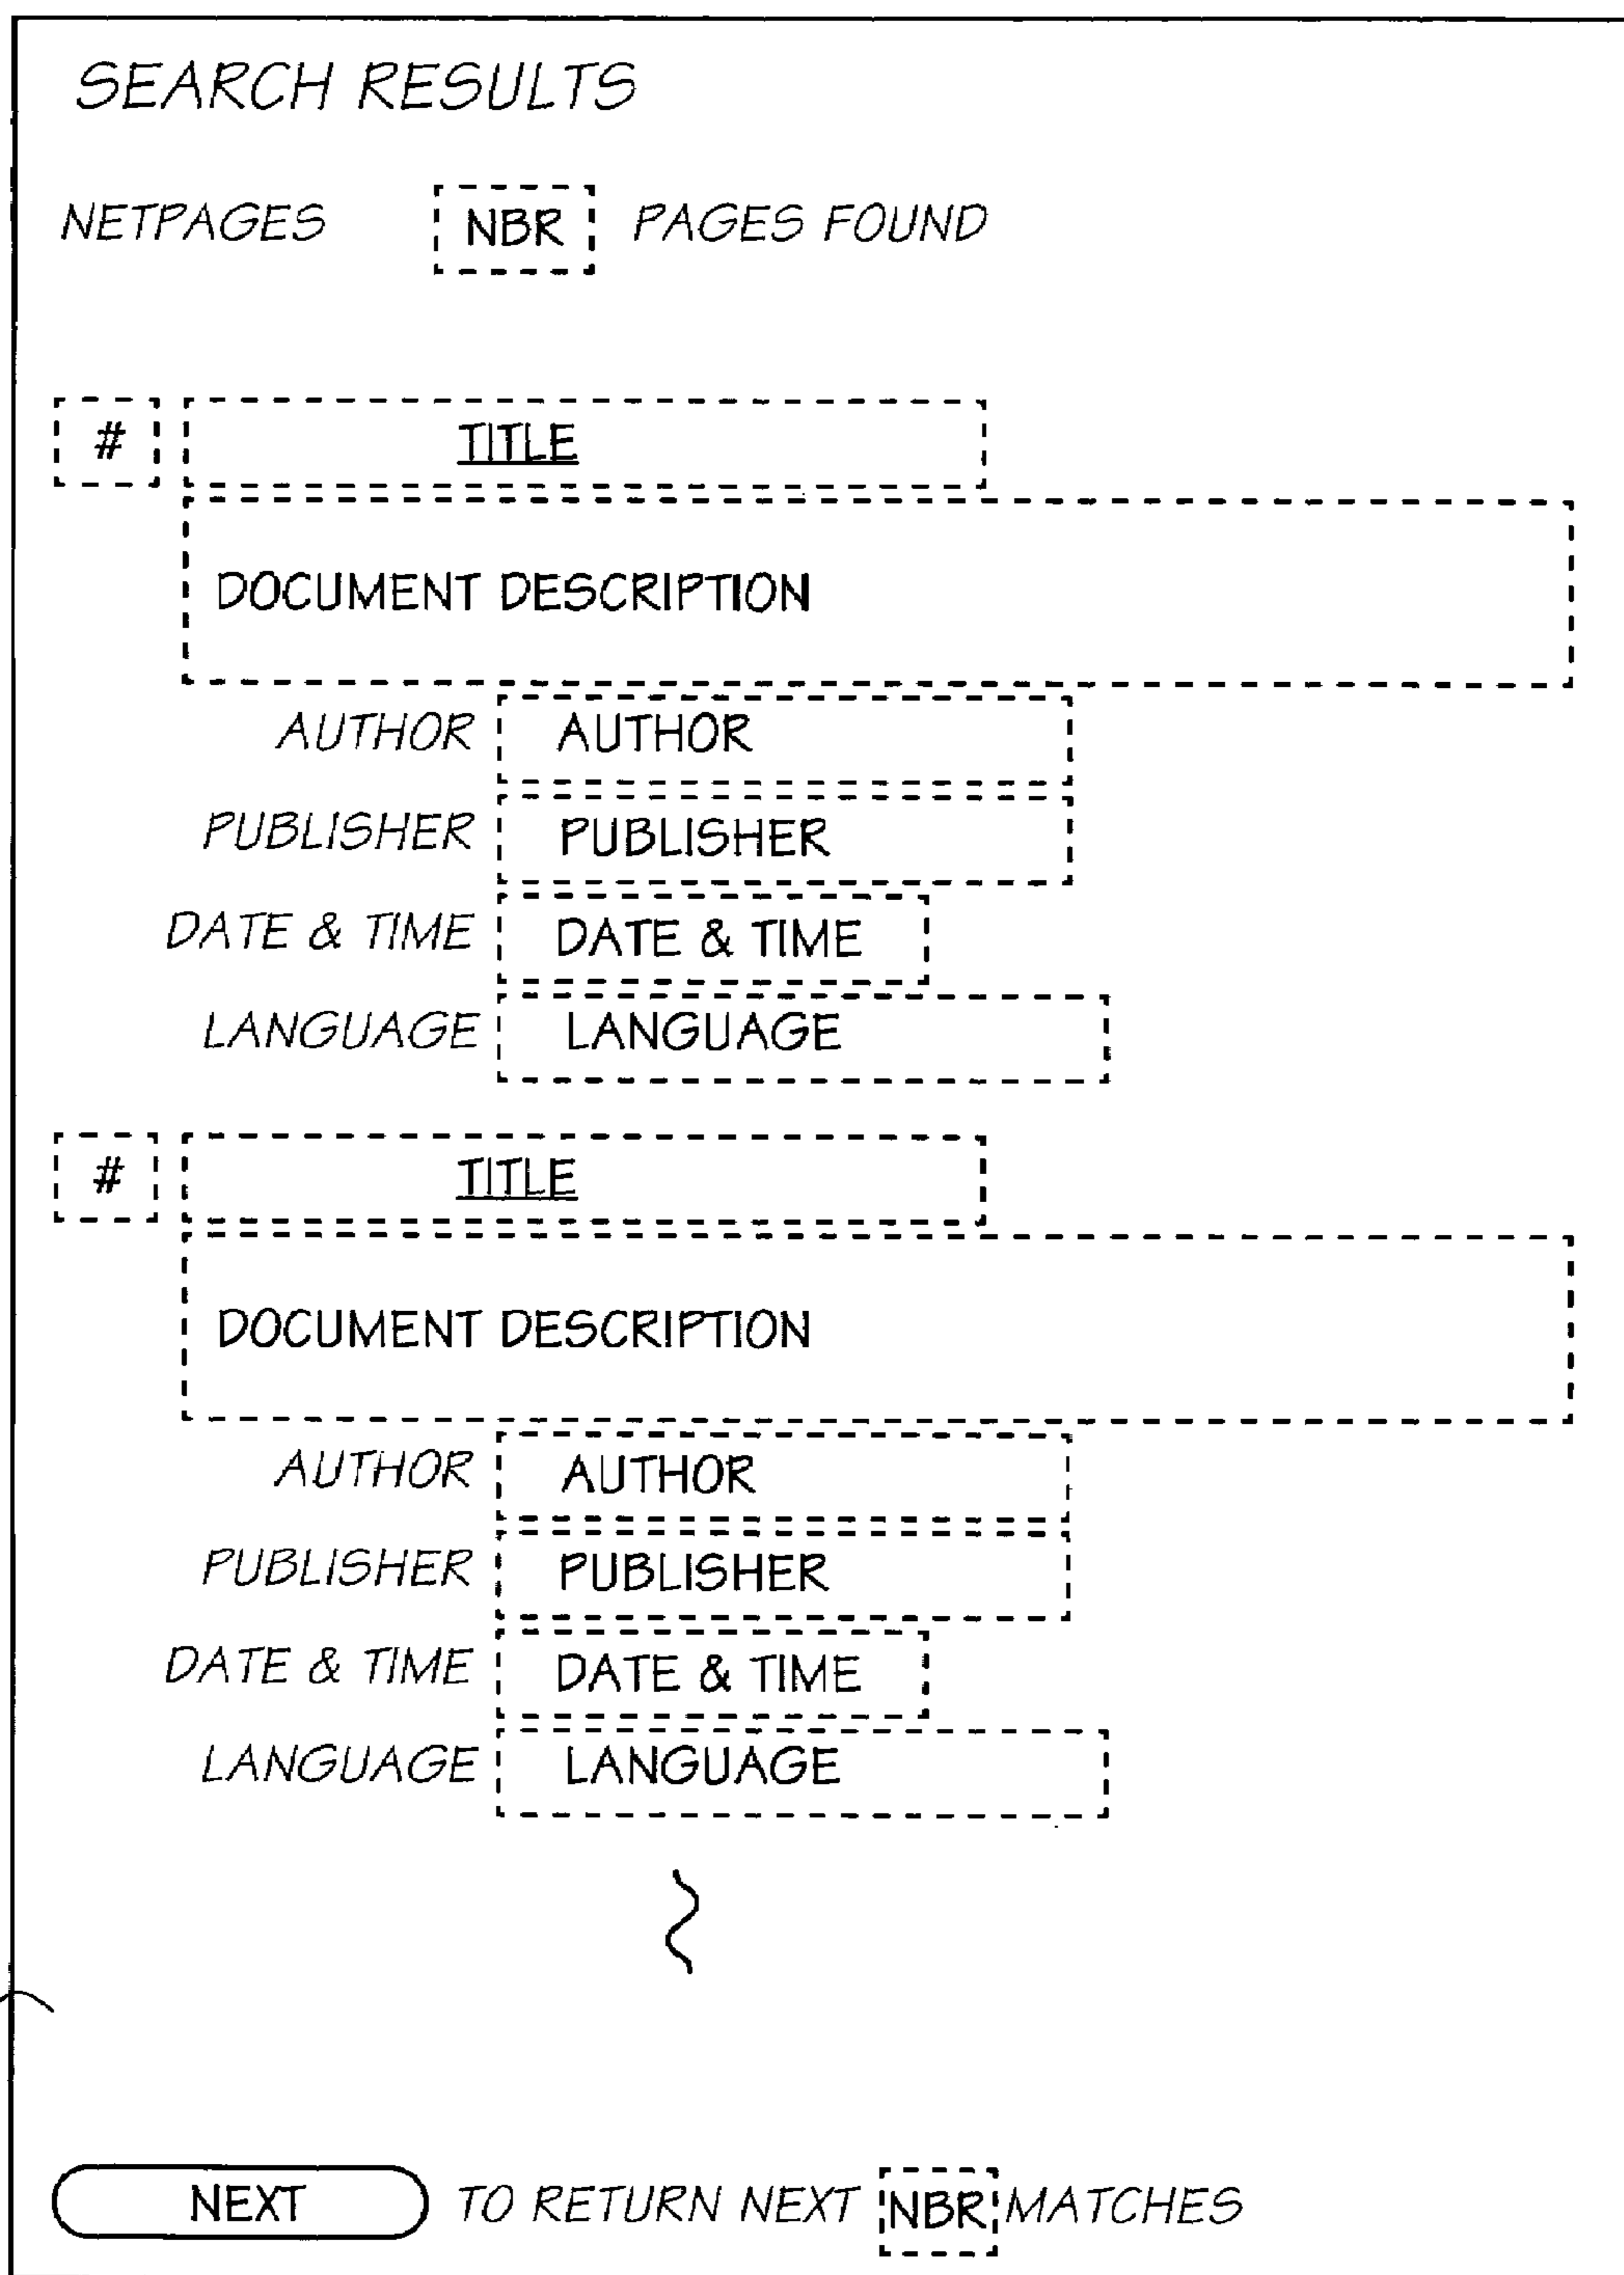 SEARCH RESULTS
NETPAGES NBR PAGES FOUND
# TITLE
DOCUMENT DESCRIPTION
AUTHOR AUTHOR
PUBLISHER PUBLISHER
DATE & TIME DATE & TIME
LANGUAGE LANGUAGE
# TITLE
DOCUMENT DESCRIPTION
AUTHOR AUTHOR
PUBLISHER PUBLISHER
DATE & TIME DATE & TIME
LANGUAGE LANGUAGE
NEXT TO RETURN NEXT NBR MATCHES